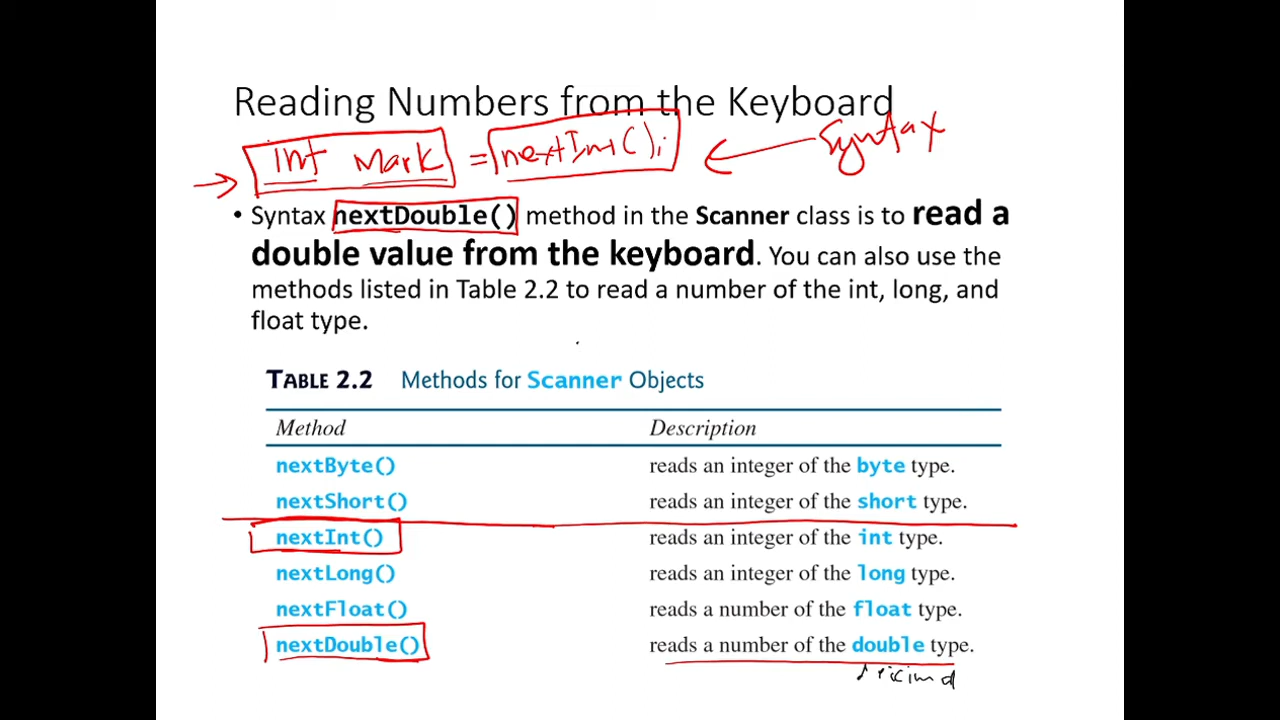 Reading Numbers from the Keyboard
int Mark = nextInt();
Syntax
• Syntax nextDouble() method in the Scanner class is to read a
double value from the keyboard. You can also use the
methods listed in Table 2.2 to read a number of the int, long, and
float type.
TABLE 2.2 Methods for Scanner Objects
Method Description
nextByte() reads an integer of the byte type.
nextShort() reads an integer of the short type.
nextInt() reads an integer of the int type.
nextLong() reads an integer of the long type.
nextFloat() reads a number of the float type.
nextDouble() reads a number of the double type.